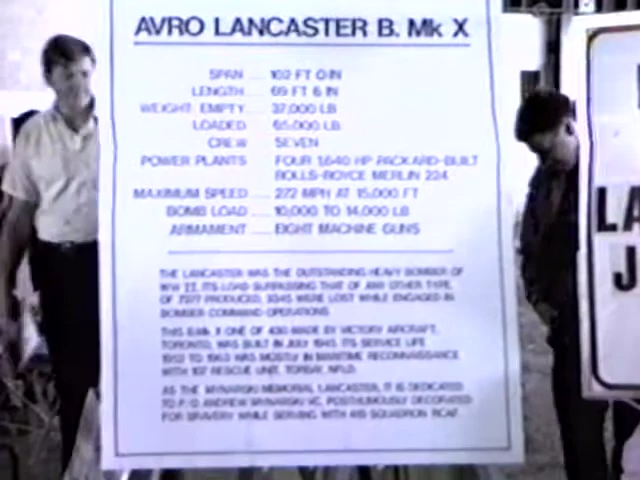 AVRO LANCASTER B. Mk X
SPAN .... 102 FT 0 IN
LENGTH .... 69 FT 6 IN
WEIGHT EMPTY .... 37,000 LB
LOADED .... 65,000 LB
CREW .... SEVEN
POWER PLANTS FOUR 1,640 HP PACKARD-BUILT
ROLLS-ROYCE MERLIN 224
MAXIMUM SPEED .... 272 MPH AT 15,000 FT
BOMB LOAD .... 10,000 TO 14,000 LB
ARMAMENT .... EIGHT MACHINE GUNS
THE LANCASTER WAS THE OUTSTANDING HEAVY BOMBER OF
WW II. ITS LOAD SURPASSING THAT OF ANY OTHER TYPE.
OF 7377 PRODUCED, 3345 WERE LOST WHILE ENGAGED IN
BOMBER COMMAND OPERATIONS.
THIS B.Mk X ONE OF 430 MADE BY VICTORY AIRCRAFT,
TORONTO, WAS BUILT IN JULY 1945. ITS SERVICE LIFE
1952 TO 1963 WAS MOSTLY IN MARITIME RECONNAISSANCE
WITH 107 RESCUE UNIT, TORBAY, NFLD.
AS THE MYNARSKI MEMORIAL LANCASTER, IT IS DEDICATED
TO P/O ANDREW MYNARSKI VC, POSTHUMOUSLY DECORATED
FOR BRAVERY WHILE SERVING WITH 419 SQUADRON RCAF.
LA
J